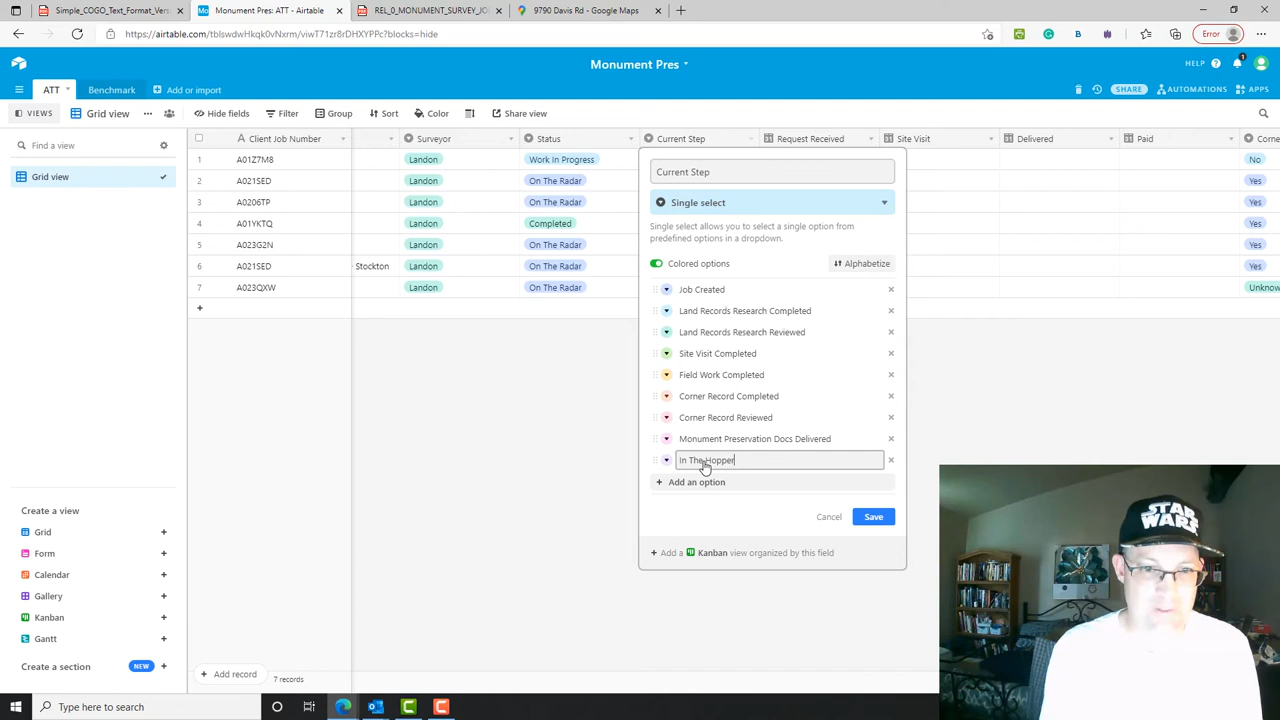 Simple_COGO_Text_Format_Vers
Monument Pres: ATT - Airtable
REL_0_MONUMENT_SURVEY_JO
9790 Davis Rd - Google Maps
https://airtable.com/tblswdwHkqk0vNxrm/viwT71zr8rDHXYPPc?blocks=hide
Error
Monument Pres
HELP
ATT
Benchmark
Add or import
SHARE
AUTOMATIONS
APPS
VIEWS
Grid view
Hide fields
Filter
Group
Sort
Color
Share view
Find a view
Grid view
Client Job Number Surveyor Status Current Step Request Received Site Visit Delivered Paid Corne
1 A01Z7M8 Landon Work In Progress No
2 A021SED Landon On The Radar Yes
3 A0206TP Landon On The Radar Yes
4 A01YKTQ Landon Completed Yes
5 A023G2N Landon On The Radar Yes
6 A021SED - Stockton Landon On The Radar Yes
7 A023QXW Landon On The Radar Unknow
Current Step
Single select
Single select allows you to select a single option from
predefined options in a dropdown.
Colored options
Alphabetize
Job Created
Land Records Research Completed
Land Records Research Reviewed
Site Visit Completed
Field Work Completed
Corner Record Completed
Corner Record Reviewed
Monument Preservation Docs Delivered
In The Hopper
+ Add an option
Cancel
Save
+ Add a Kanban view organized by this field
Create a view
Grid
Form
Calendar
Gallery
Kanban
Gantt
Create a section NEW
+ Add record
7 records
STAR
WARS
Type here to search